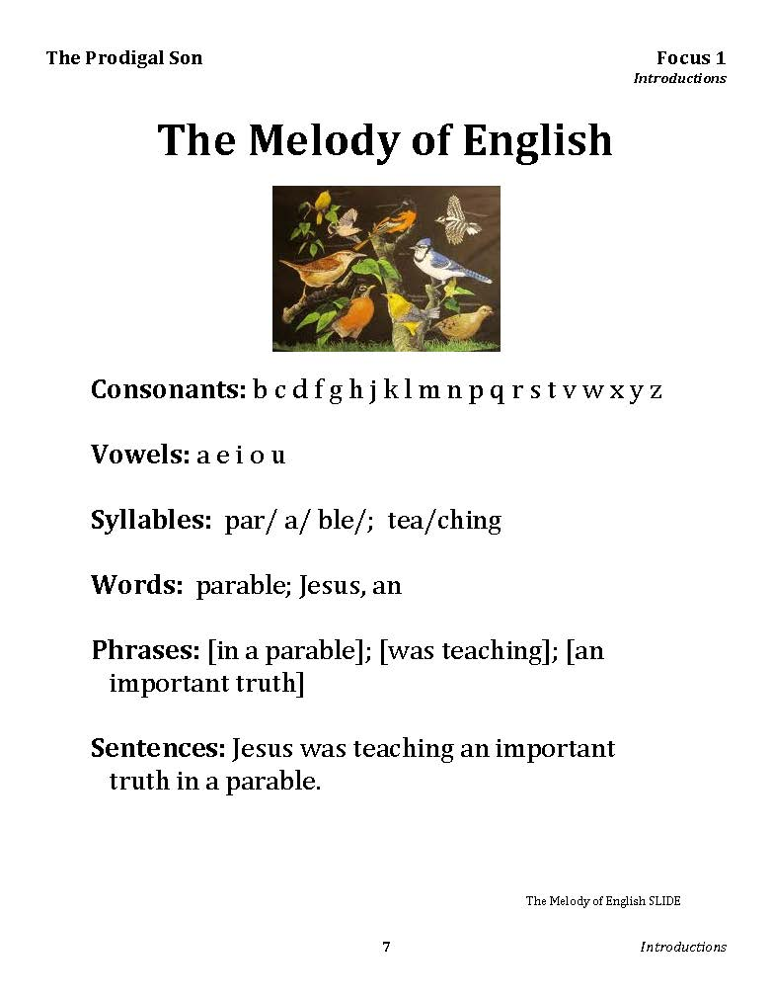 The Prodigal Son
Focus 1
Introductions
The Melody of English
Consonants: b c d f g h j k l m n p q r s t v w x y z
Vowels: a e i o u
Syllables:  par/ a/ ble/;  tea/ching
Words:  parable; Jesus, an
Phrases: [in a parable]; [was teaching]; [an
important truth]
Sentences: Jesus was teaching an important
truth in a parable.
The Melody of English SLIDE
7
Introductions